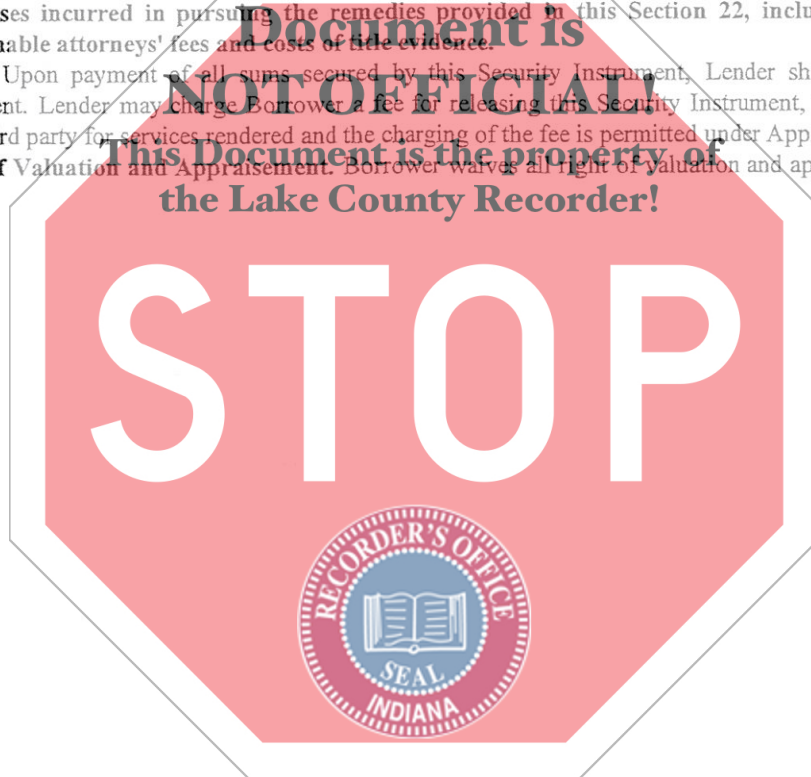 ses incurred in pursuing the remedies provided in this Section 22, inclu
Document is
able attorneys' fees and costs of title evidence.
Upon payment of all sums secured by this Security Instrument, Lender sh
NOT OFFICIAL!
ent. Lender may charge Borrower a fee for releasing this Security Instrument,
rd party for services rendered and the charging of the fee is permitted under App
This Document is the property of
f Valuation and Appraisement. Borrower waives all right of valuation and ap
the Lake County Recorder!
STOP
RECORDER'S OFFICE
SEAL
INDIANA